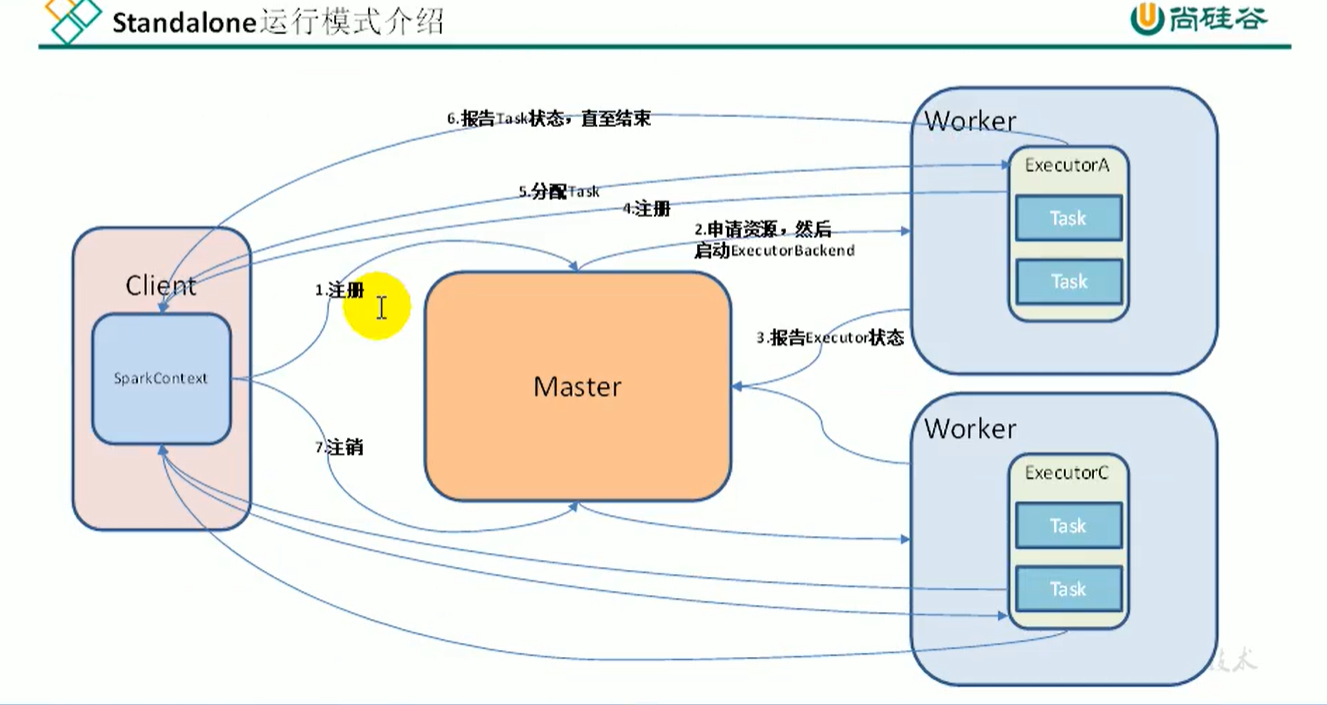 Standalone运行模式介绍
尚硅谷
6.报告Task状态，直至结束
Worker
ExecutorA
5.分配Task
4.注册
Task
2.申请资源，然后
启动ExecutorBackend
Client
1.注册
Task
3.报告Executor状态
SparkContext
Master
Worker
7.注销
ExecutorC
Task
Task
技术